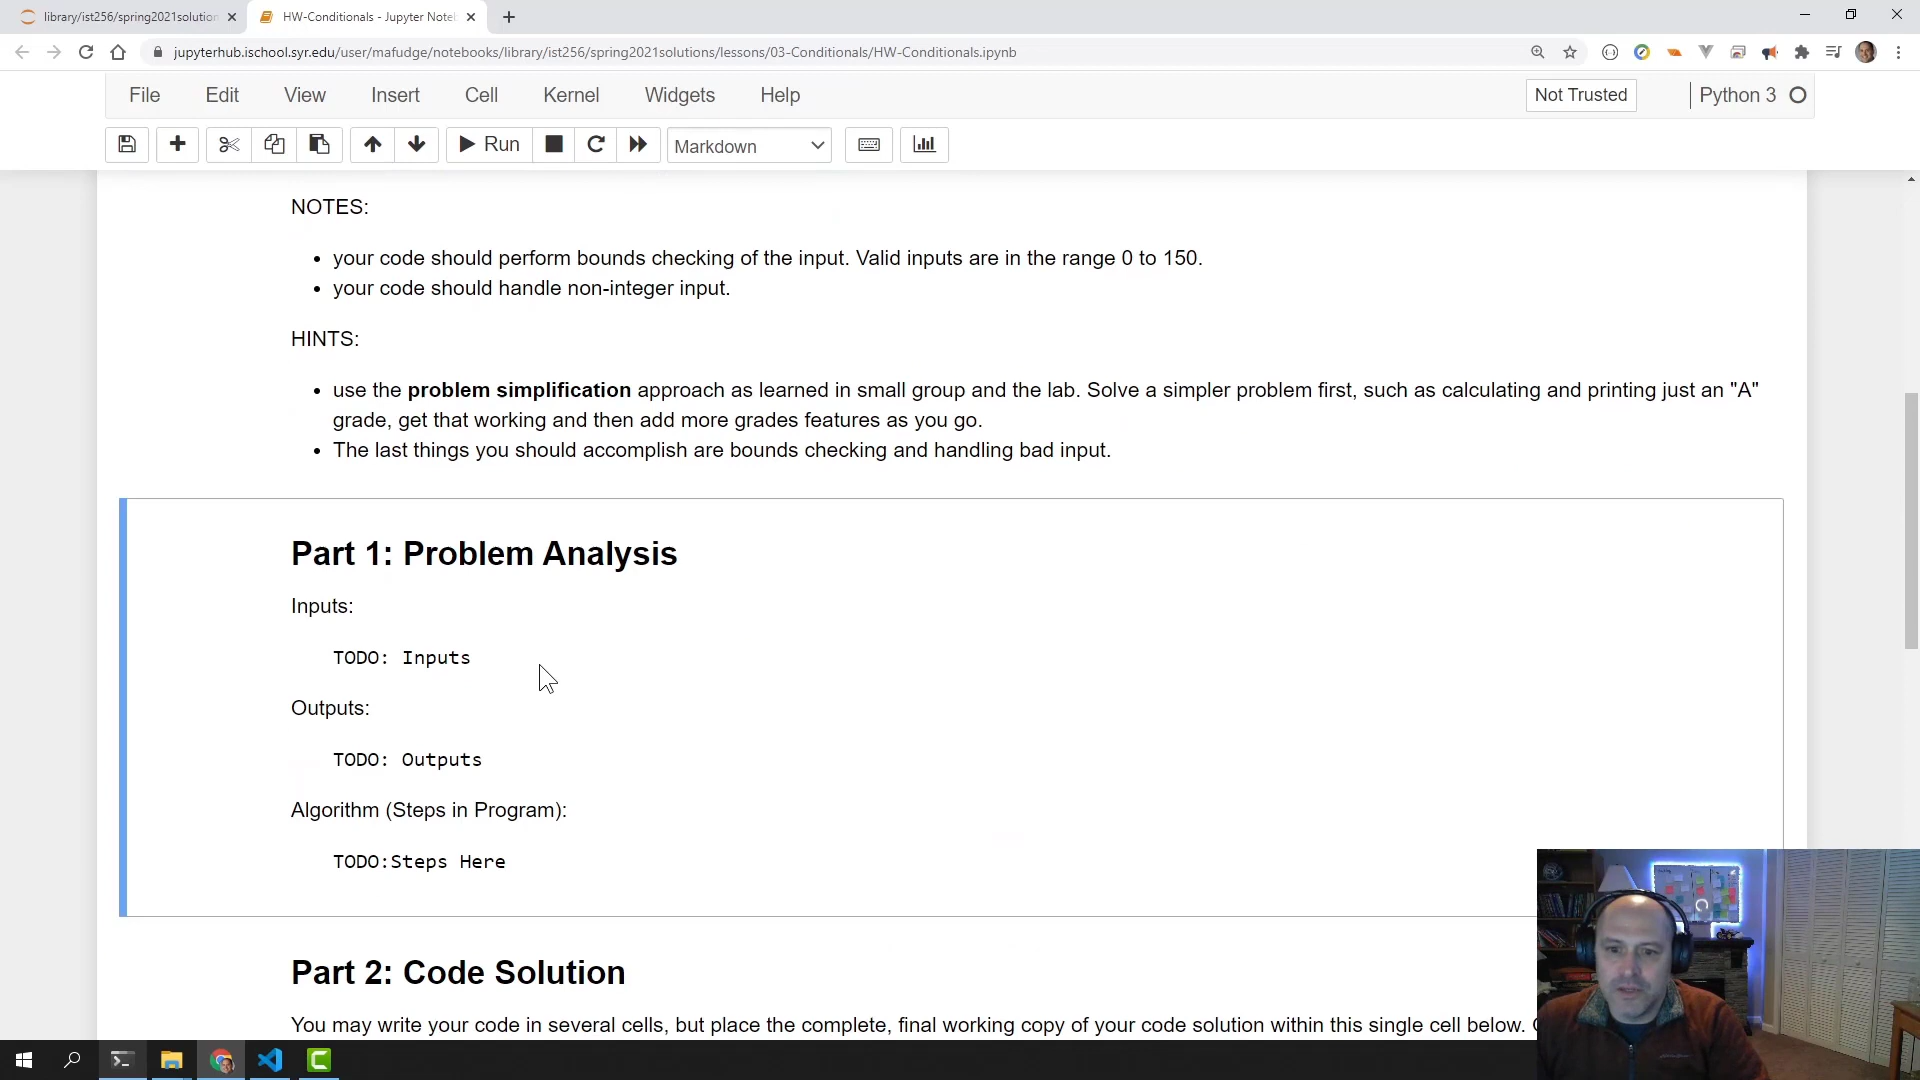 library/ist256/spring2021solution
HW-Conditionals - Jupyter Noteb
jupyterhub.ischool.syr.edu/user/mafudge/notebooks/library/ist256/spring2021solutions/lessons/03-Conditionals/HW-Conditionals.ipynb
File Edit View Insert Cell Kernel Widgets Help Not Trusted Python 3
Run Markdown
NOTES:
• your code should perform bounds checking of the input. Valid inputs are in the range 0 to 150.
• your code should handle non-integer input.
HINTS:
• use the problem simplification approach as learned in small group and the lab. Solve a simpler problem first, such as calculating and printing just an "A"
grade, get that working and then add more grades features as you go.
• The last things you should accomplish are bounds checking and handling bad input.
Part 1: Problem Analysis
Inputs:
TODO: Inputs
Outputs:
TODO: Outputs
Algorithm (Steps in Program):
TODO:Steps Here
Part 2: Code Solution
You may write your code in several cells, but place the complete, final working copy of your code solution within this single cell below.